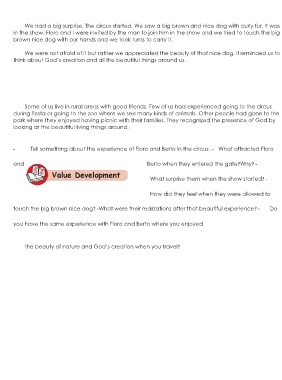 We had a big surprise. The circus started. We saw a big brown and nice dog with curly fur. It was
in the show. Floro and I were invited by the man to join him in the show and we tried to touch the big
brown nice dog with our hands and we took turns to carry it.
We were not afraid of it but rather we appreciated the beauty of that nice dog. It reminded us to
think about God's creation and all the beautiful things around us.
Some of us live in rural areas with good friends. Few of us had experienced going to the circus
during fiesta or going to the zoo where we saw many kinds of animals. Other people had gone to the
park where they enjoyed having picnic with their families. They recognized the presence of God by
looking at the beautiful living things around.
- Tell something about the experience of Floro and Berto in the circus. - What attracted Floro
and Berto when they entered the gate?Why? -
Value Development
What surprise them when the show started? -
How did they feel when they were allowed to
touch the big brown nice dog? -What were their realizations after that beautiful experience? - Do
you have the same experience with Floro and Berto where you enjoyed
the beauty of nature and God's creation when you travel?